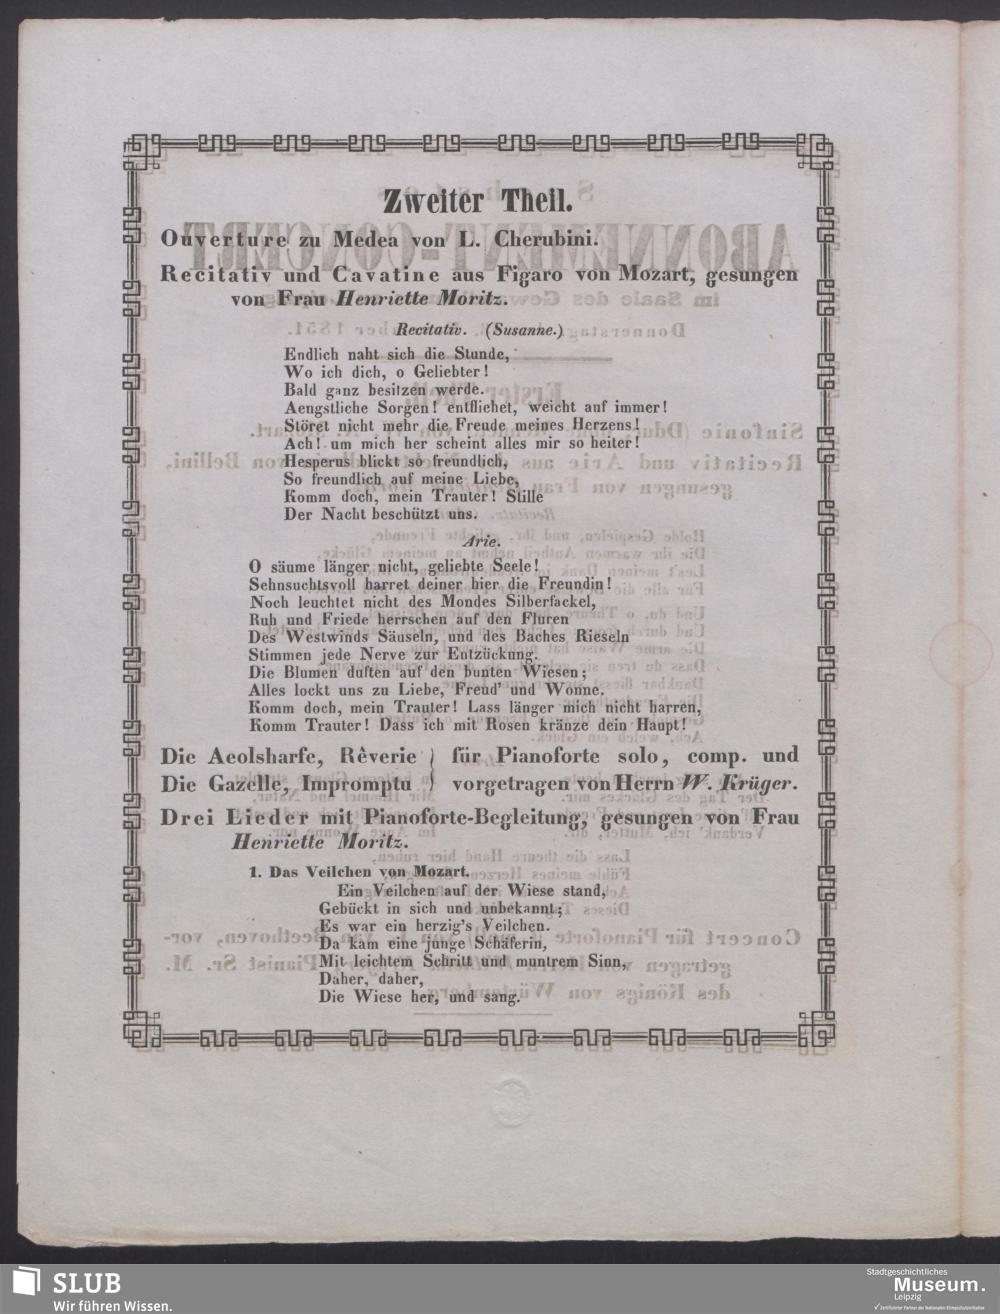 Zweiter Theil.
Ouverture zu Medea von L. Cherubini.
Recitativ und Cavatine aus Figaro von Mozart, gesungen
von Frau Henriette Moritz.
Recitativ. (Susanne.)
Endlich naht sich die Stunde,
Wo ich dich, o Geliebter!
Bald ganz besitzen werde.
Aengstliche Sorgen! entfliehet, weicht auf immer!
Störet nicht mehr die Freude meines Herzens!
Ach! um mich her scheint alles mir so heiter!
Hesperus blickt so freundlich,
So freundlich auf meine Liebe,
Komm doch, mein Trauter! Stille
Der Nacht beschützt uns.
Arie.
O säume länger nicht, geliebte Seele!
Sehnsuchtsvoll harret deiner hier die Freundin!
Noch leuchtet nicht des Mondes Silberfackel,
Ruh und Friede herrschen auf den Fluren
Des Westwinds Säuseln, und des Baches Rieseln
Stimmen jede Nerve zur Entzückung.
Die Blumen duften auf den bunten Wiesen;
Alles lockt uns zu Liebe, Freud' und Wonne.
Komm doch, mein Trauter! Lass länger mich nicht harren,
Komm Trauter! Dass ich mit Rosen kränze dein Haupt!
Die Aeolsharfe, Rêverie } für Pianoforte solo, comp. und
Die Gazelle, Impromptu } vorgetragen von Herrn W. Krüger.
Drei Lieder mit Pianoforte-Begleitung, gesungen von Frau
Henriette Moritz.
1. Das Veilchen von Mozart.
Ein Veilchen auf der Wiese stand,
Gebückt in sich und unbekannt;
Es war ein herzig's Veilchen.
Da kam eine junge Schäferin,
Mit leichtem Schritt und muntrem Sinn,
Daher, daher,
Die Wiese her, und sang.
SLUB
Wir führen Wissen.
Stadtgeschichtliches
Museum.
Leipzig
Zertifizierter Partner der Nationalen Klimaschutzinitiative